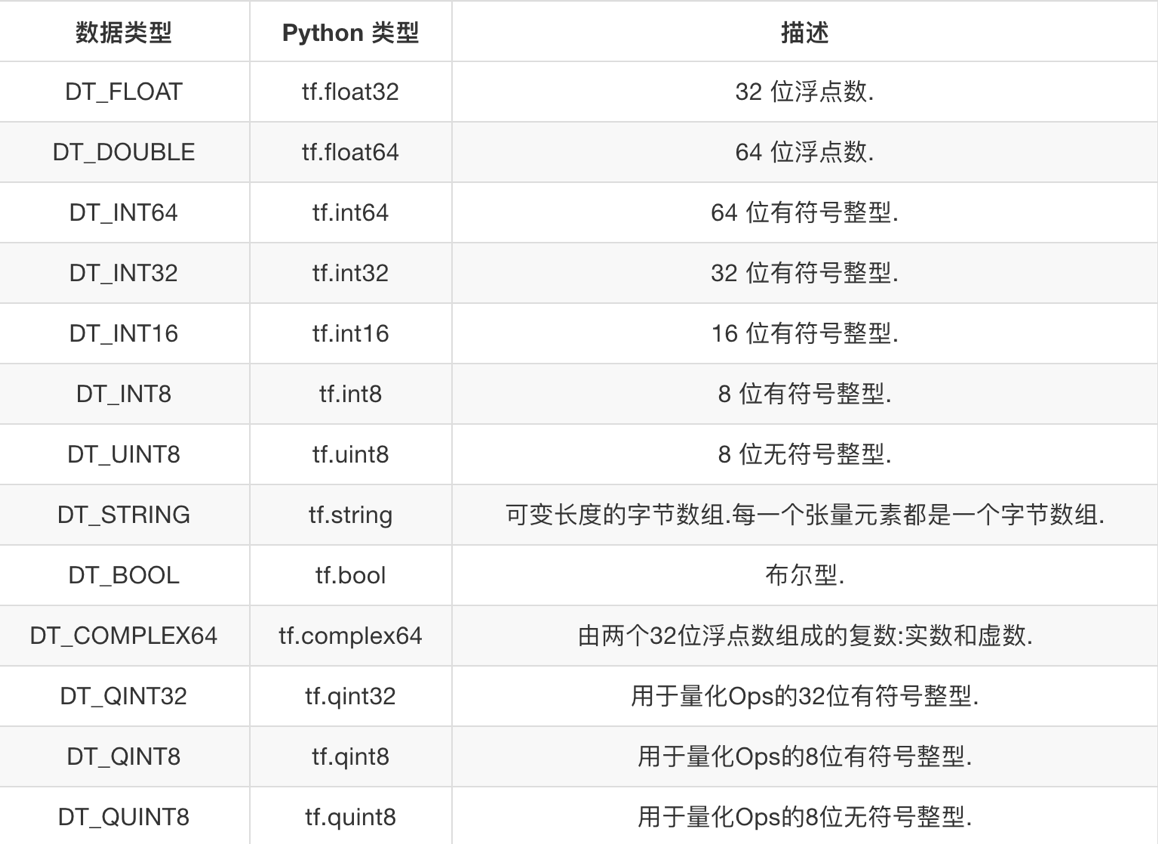 数据类型 Python 类型 描述
DT_FLOAT tf.float32 32 位浮点数.
DT_DOUBLE tf.float64 64 位浮点数.
DT_INT64 tf.int64 64 位有符号整型.
DT_INT32 tf.int32 32 位有符号整型.
DT_INT16 tf.int16 16 位有符号整型.
DT_INT8 tf.int8 8 位有符号整型.
DT_UINT8 tf.uint8 8 位无符号整型.
DT_STRING tf.string 可变长度的字节数组.每一个张量元素都是一个字节数组.
DT_BOOL tf.bool 布尔型.
DT_COMPLEX64 tf.complex64 由两个32位浮点数组成的复数:实数和虚数.
DT_QINT32 tf.qint32 用于量化Ops的32位有符号整型.
DT_QINT8 tf.qint8 用于量化Ops的8位有符号整型.
DT_QUINT8 tf.quint8 用于量化Ops的8位无符号整型.